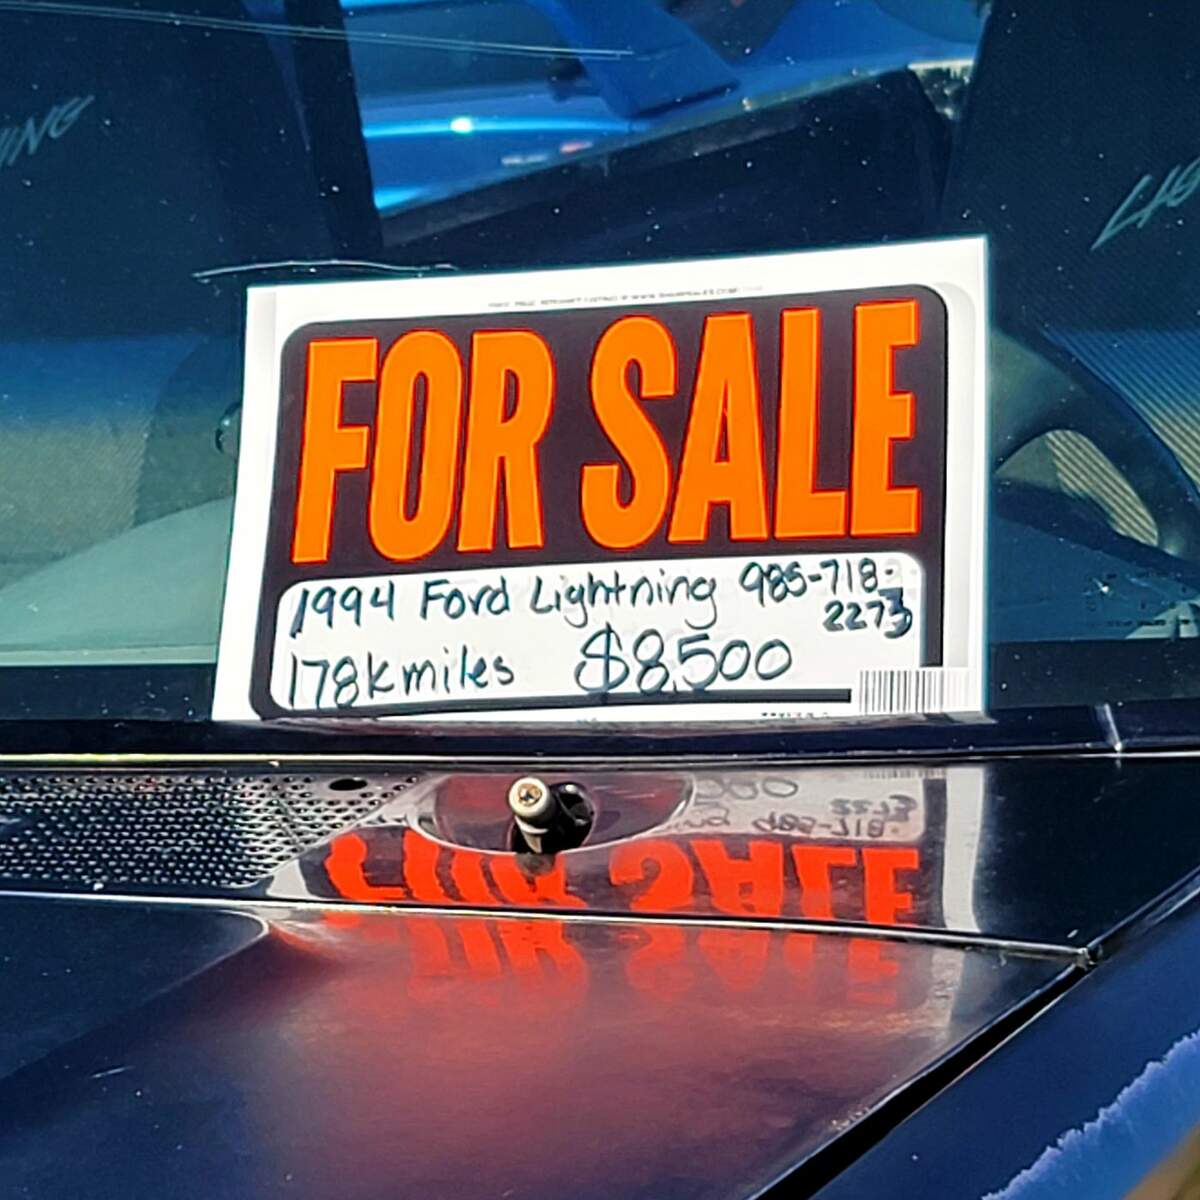 FOR SALE
1994 Ford Lightning 985-718-
2273
178k miles $8,500